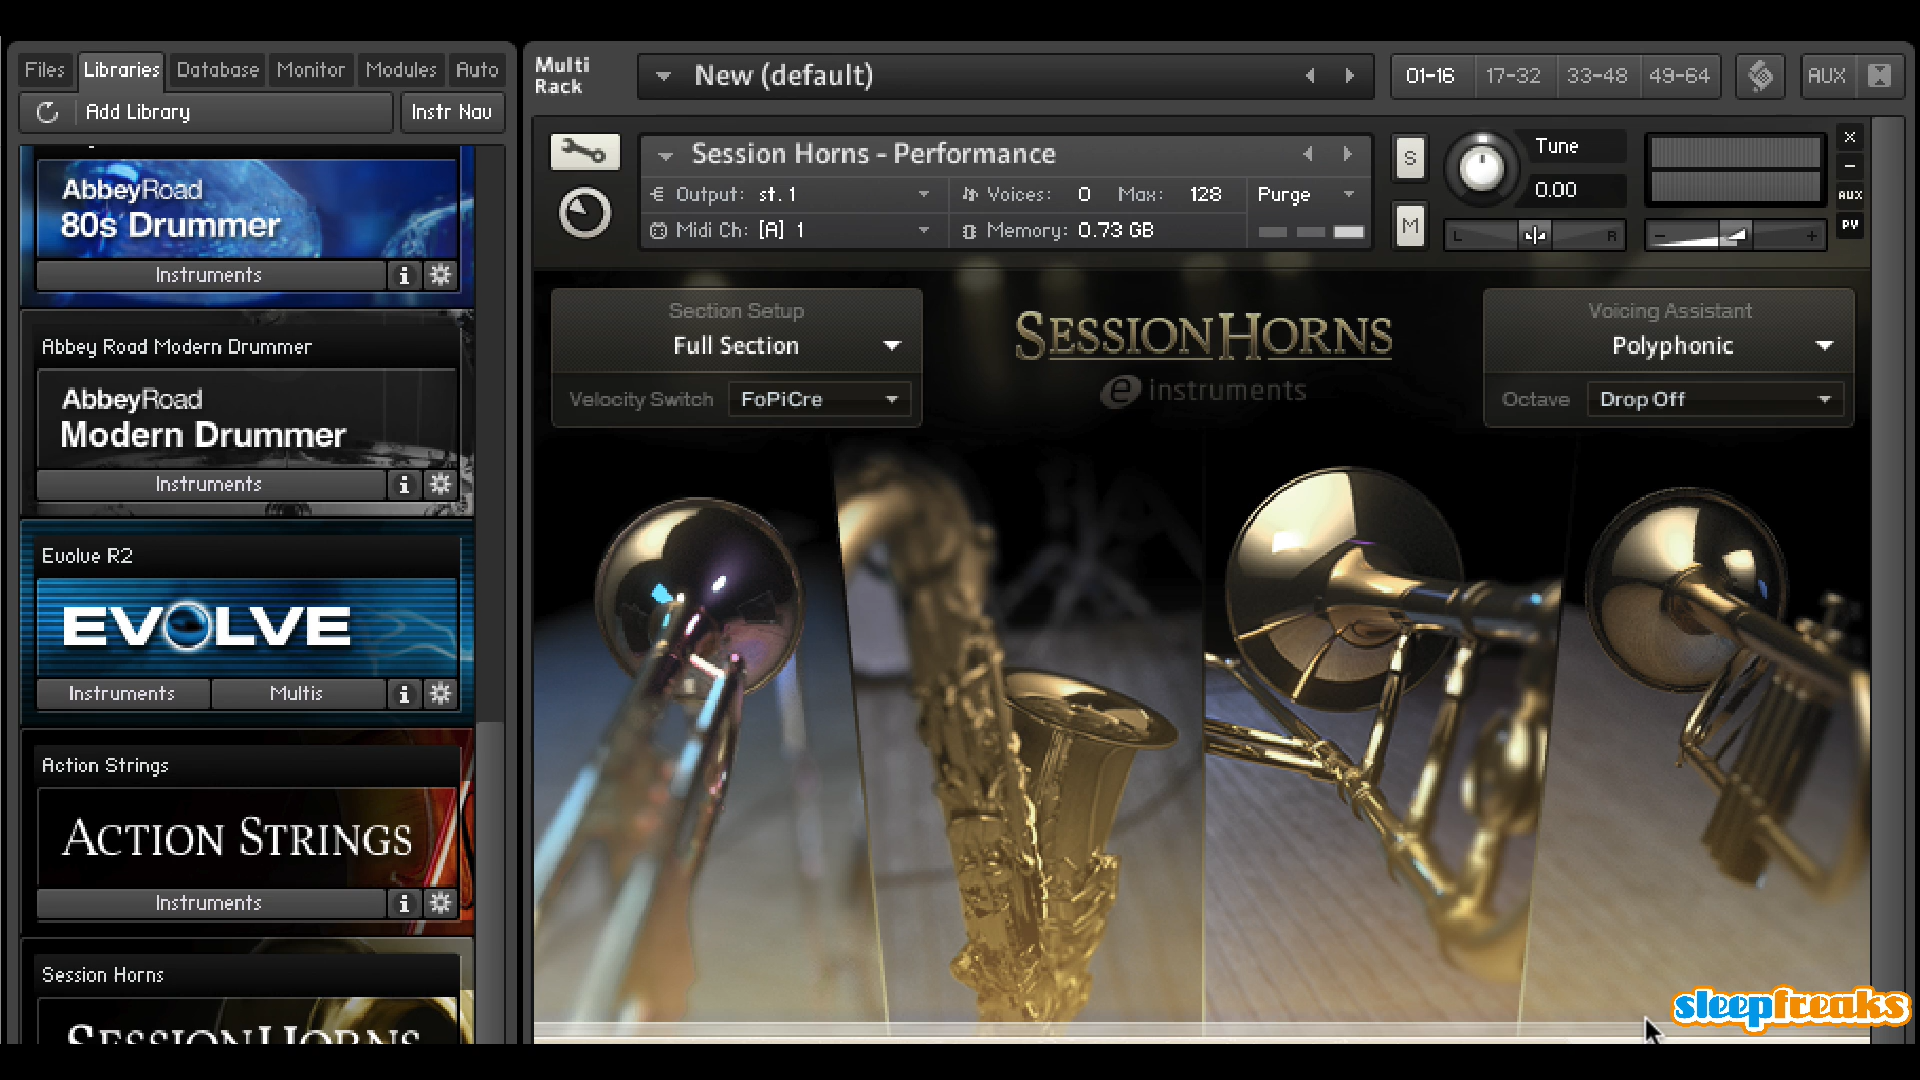 Files Libraries Database Monitor Modules Auto
Add Library Instr Nav
AbbeyRoad
80s Drummer
Instruments i
Abbey Road Modern Drummer
AbbeyRoad
Modern Drummer
Instruments i
Evolve R2
EVOLVE
Instruments Multis i
Action Strings
ACTION STRINGS
Instruments i
Session Horns
SESSION HORNS
Multi
Rack
New (default)
01-16 17-32 33-48 49-64 AUX
Session Horns - Performance
Output: st. 1 Voices: 0 Max: 128 Purge
Midi Ch: [A] 1 Memory: 0.73 GB
S
M
Tune
0.00
L R - +
x
-
AUX
PV
Section Setup
Full Section
Velocity Switch FoPiCre
SESSION HORNS
e instruments
Voicing Assistant
Polyphonic
Octave Drop Off
sleepfreaks